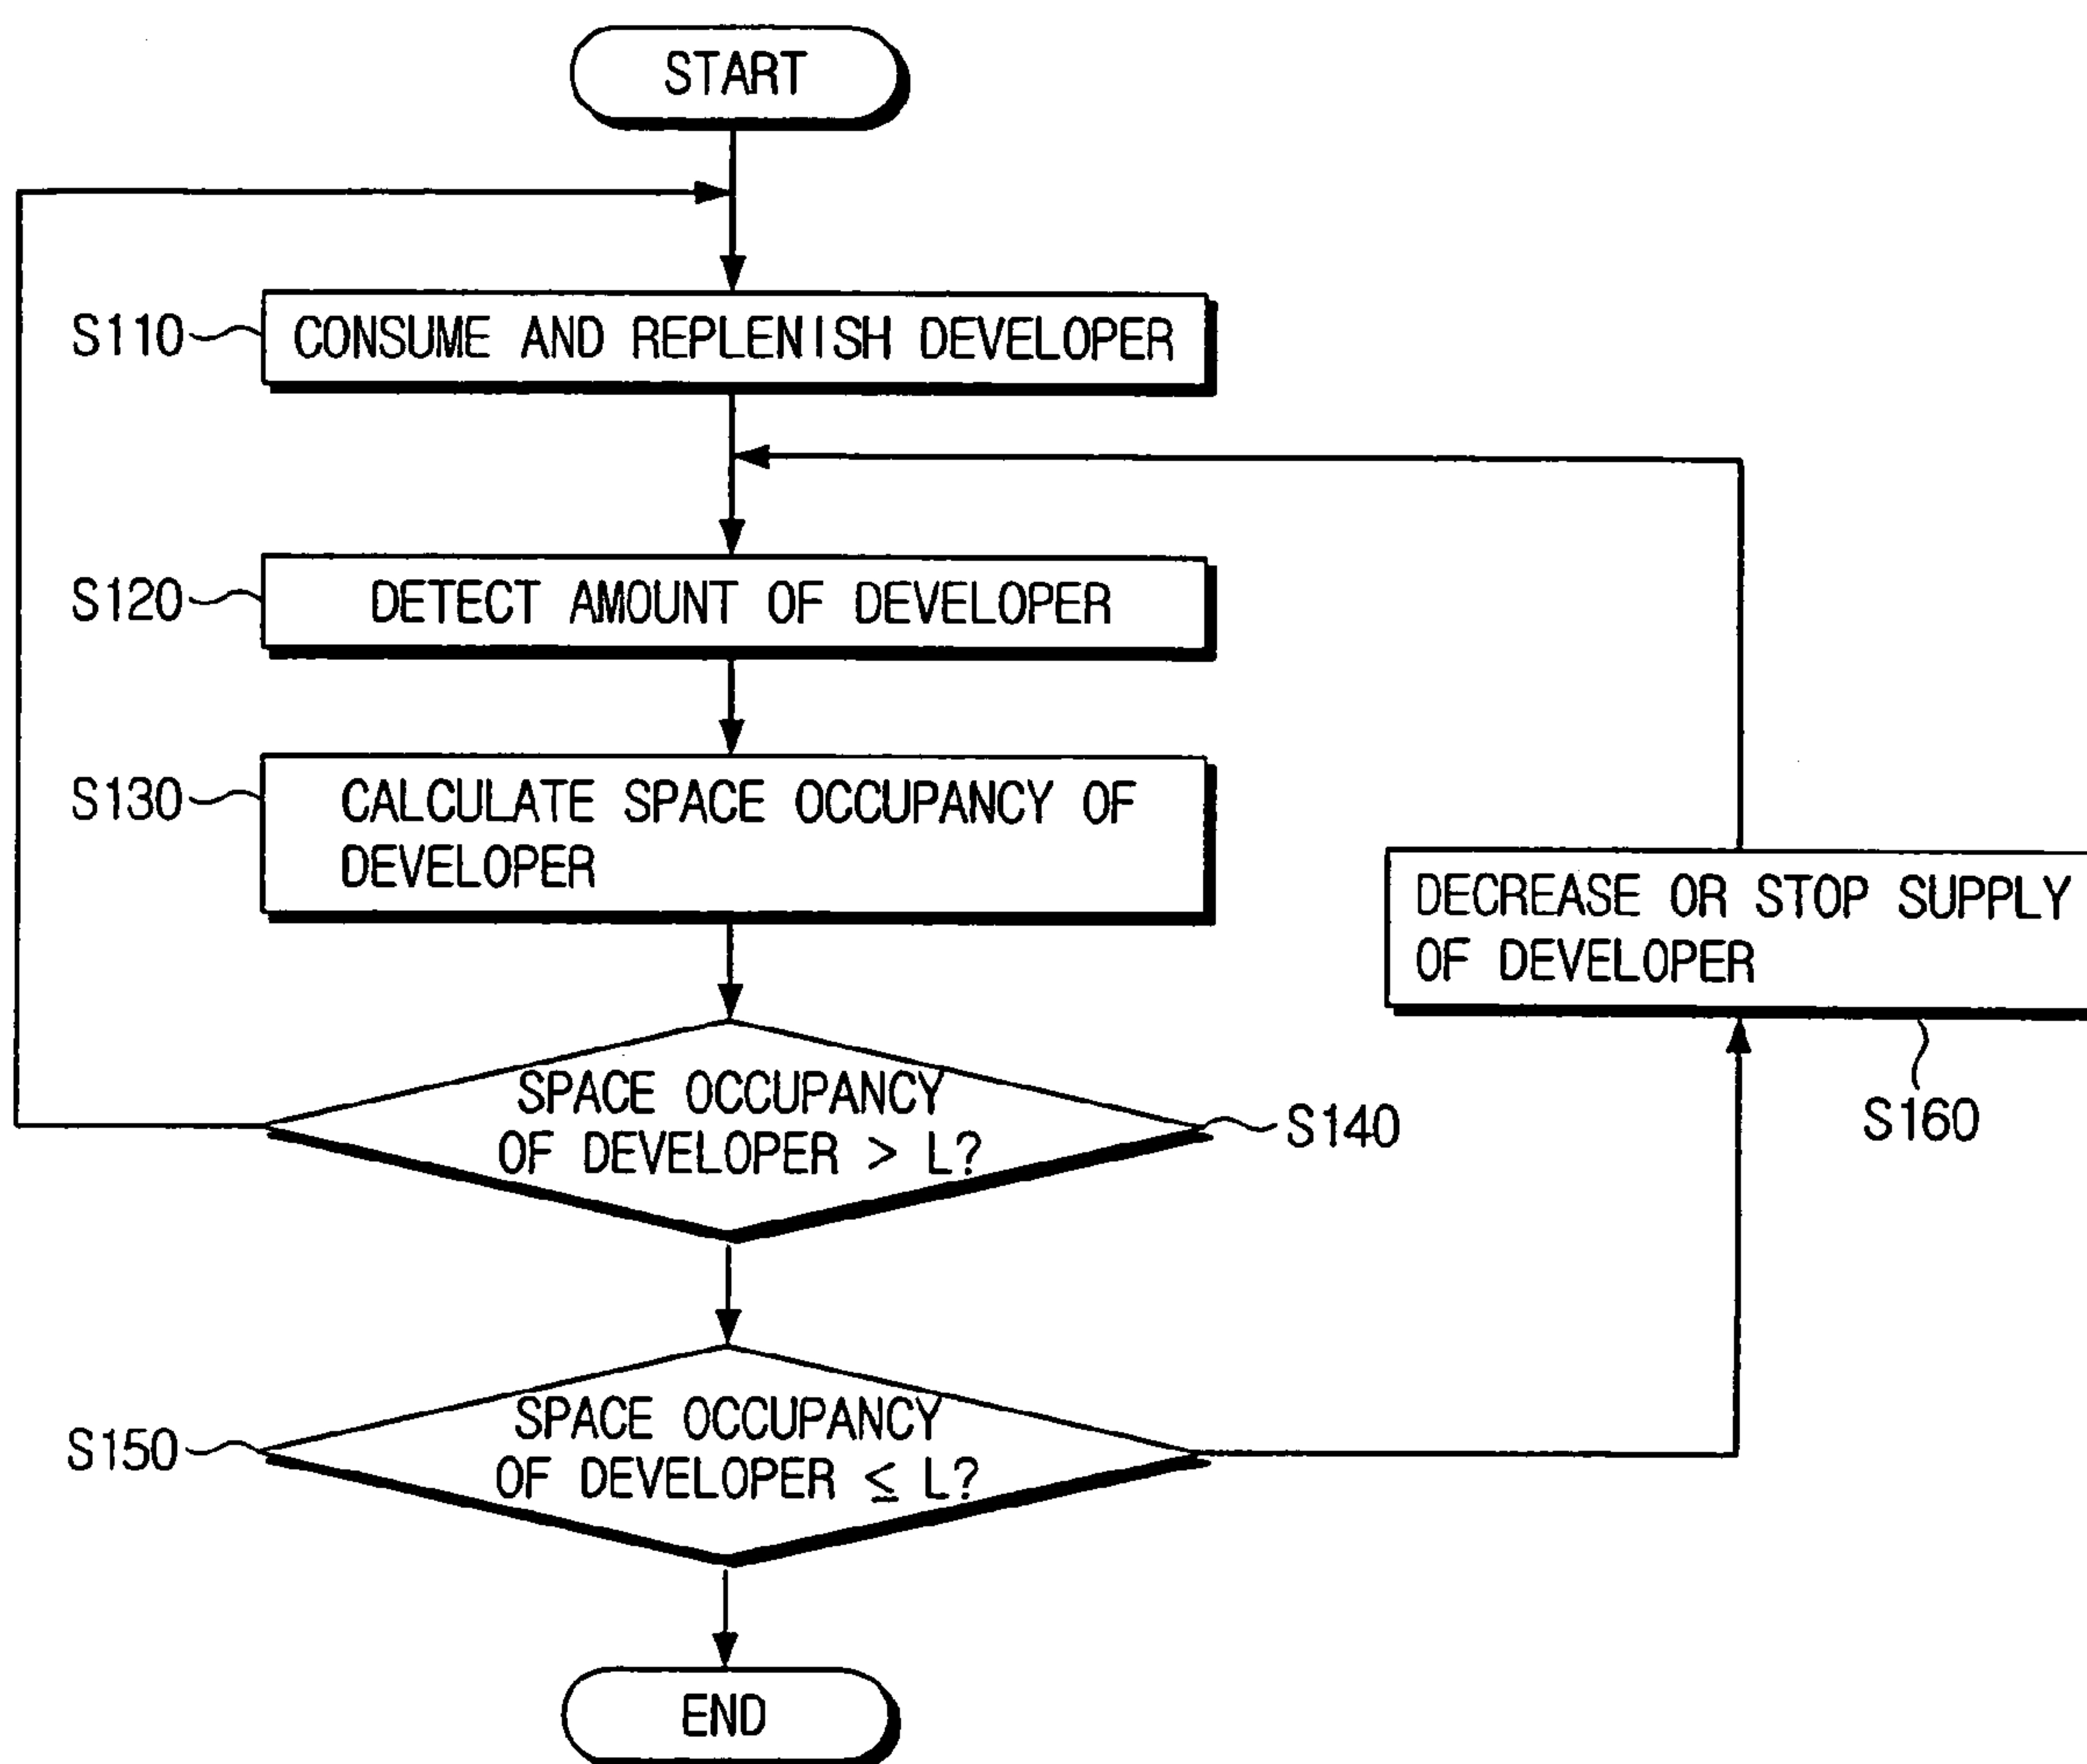 START
S110
CONSUME AND REPLENISH DEVELOPER
S120
DETECT AMOUNT OF DEVELOPER
S130
CALCULATE SPACE OCCUPANCY OF
DEVELOPER
DECREASE OR STOP SUPPLY
OF DEVELOPER
S160
SPACE OCCUPANCY
OF DEVELOPER > L?
S140
S150
SPACE OCCUPANCY
OF DEVELOPER ≤ L?
END